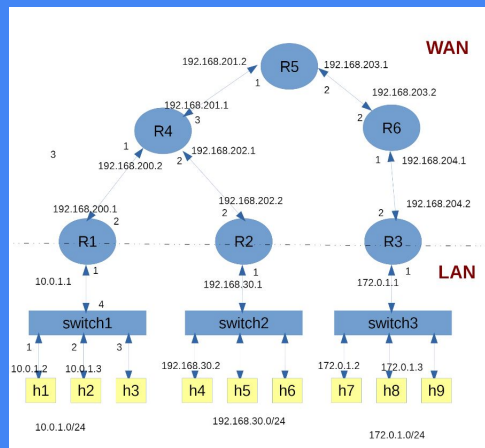 WAN
192.168.201.2
R5
1
2
192.168.203.1
192.168.203.2
192.168.201.1
R4
3
1
2
192.168.202.1
2
R6
1
192.168.204.1
3
192.168.200.2
192.168.200.1
2
192.168.202.2
2
192.168.204.2
2
R1
R2
R3
1
1
1
LAN
10.0.1.1
192.168.30.1
172.0.1.1
4
switch1
switch2
switch3
1
2
3
10.0.1.2
10.0.1.3
192.168.30.2
172.0.1.2
172.0.1.3
h1
h2
h3
h4
h5
h6
h7
h8
h9
10.0.1.0/24
192.168.30.0/24
172.0.1.0/24